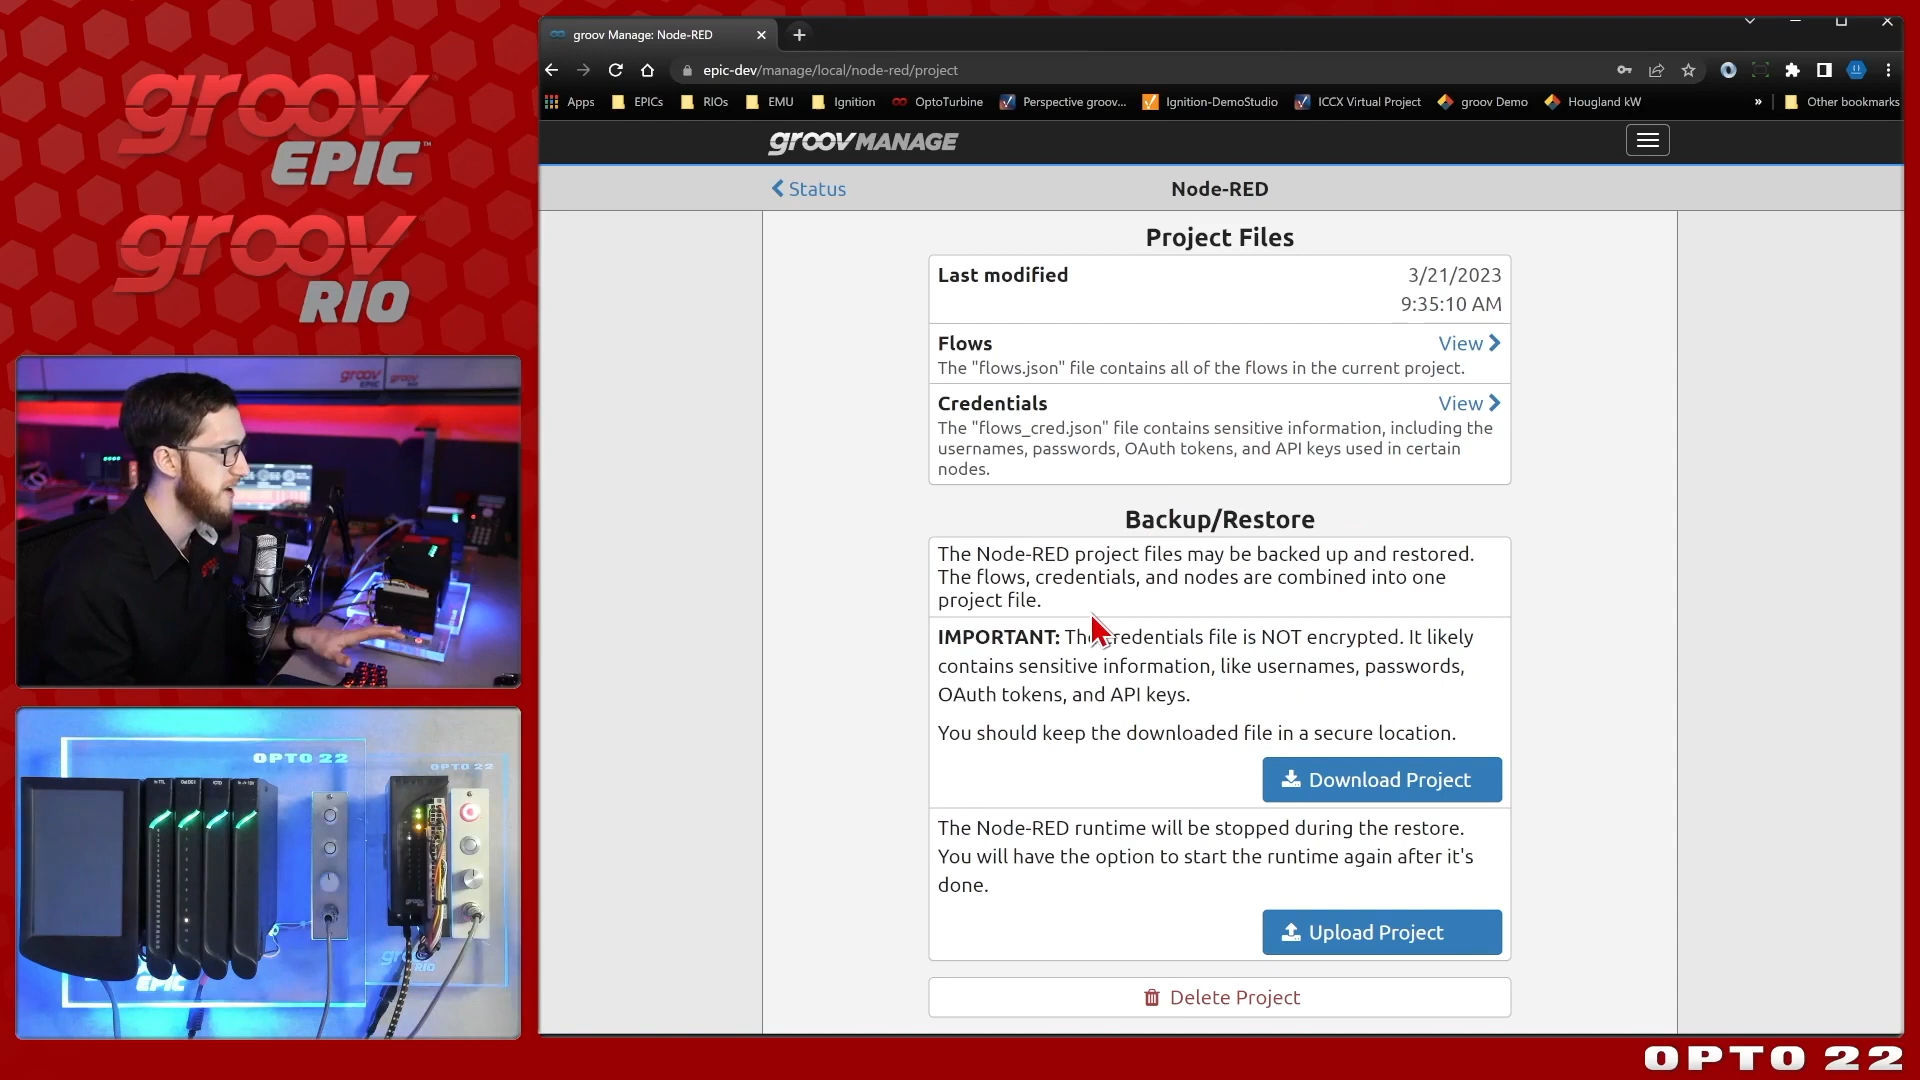 groov
EPIC™
groov
RIO
groov EPIC groov
OPTO 22
OPTO 22
EPIC
groov
RIO
groov Manage: Node-RED
epic-dev/manage/local/node-red/project
Apps EPICs RIOs EMU Ignition OptoTurbine Perspective groov... Ignition-DemoStudio ICCX Virtual Project groov Demo Hougland kW » Other bookmarks
groov MANAGE
Status
Node-RED
Project Files
Last modified 3/21/2023
9:35:10 AM
Flows View
The "flows.json" file contains all of the flows in the current project.
Credentials View
The "flows_cred.json" file contains sensitive information, including the
usernames, passwords, OAuth tokens, and API keys used in certain
nodes.
Backup/Restore
The Node-RED project files may be backed up and restored.
The flows, credentials, and nodes are combined into one
project file.
IMPORTANT: The credentials file is NOT encrypted. It likely
contains sensitive information, like usernames, passwords,
OAuth tokens, and API keys.
You should keep the downloaded file in a secure location.
Download Project
The Node-RED runtime will be stopped during the restore.
You will have the option to start the runtime again after it's
done.
Upload Project
Delete Project
OPTO 22